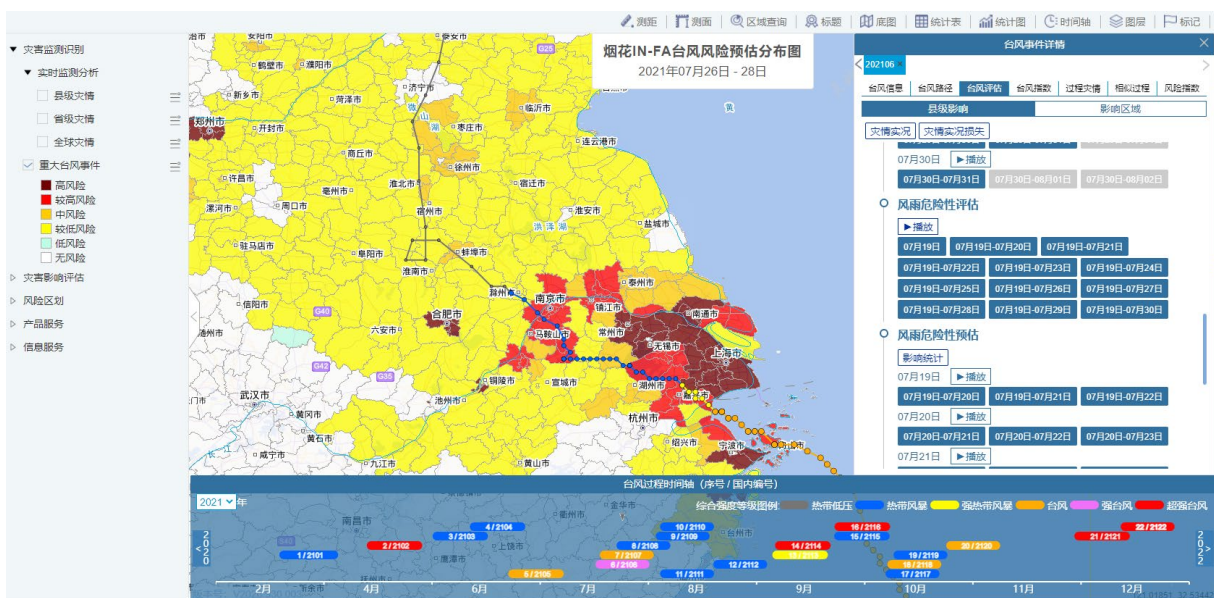 测距 测面 区域查询 标题 底图 统计表 统计图 时间轴 图层 标记
灾害监测识别
实时监测分析
县级灾情
省级灾情
全球灾情
重大台风事件
高风险
较高风险
中风险
较低风险
低风险
无风险
灾害影响评估
风险区划
产品服务
信息服务
烟花IN-FA台风风险预估分布图
2021年07月26日 - 28日
安阳市
泰安市
G25
鹤壁市
濮阳市
济宁市
新乡市
菏泽市
微山湖
临沂市
黄
郑州市
开封市
枣庄市
连云港市
商丘市
徐州市
许昌市
亳州市
淮北市
宿迁市
漯河市
周口市
宿州市
淮安市
洪泽湖
盐城市
驻马店市
阜阳市
蚌埠市
淮南市
泰州市
滁州市
南京市
镇江市
信阳市
G40
合肥市
南通市
六安市
马鞍山市
常州市
无锡市
上海市
G42
G35
铜陵市
宣城市
湖州市
嘉兴市
武汉市
池州市
黄冈市
杭州市
黄石市
绍兴市
宁波市
咸宁市
长江
九江市
黄山市
台风事件详情
202106 ×
台风信息 台风路径 台风评估 台风指数 过程灾情 相似过程 风险指数
县级影响 影响区域
灾情实况 灾情实况损失
07月30日 ▶播放
07月30日-07月31日 07月30日-08月01日 07月30日-08月02日
风雨危险性评估
▶播放
07月19日 07月19日-07月20日 07月19日-07月21日
07月19日-07月22日 07月19日-07月23日 07月19日-07月24日
07月19日-07月25日 07月19日-07月26日 07月19日-07月27日
07月19日-07月28日 07月19日-07月29日 07月19日-07月30日
风雨危险性预估
影响统计
07月19日 ▶播放
07月19日-07月20日 07月19日-07月21日 07月19日-07月22日
07月20日 ▶播放
07月20日-07月21日 07月20日-07月22日 07月20日-07月23日
07月21日 ▶播放
台风过程时间轴（序号/国内编号）
2021 年
综合强度等级图例 热带低压 热带风暴 强热带风暴 台风 强台风 超强台风
金华市
衢州市
南昌市
台州市
上饶市
鹰潭市
4 / 2104
10 / 2110
16 / 2116
22 / 2122
3 / 2103
9 / 2109
15 / 2115
21 / 2121
2 / 2102
8 / 2108
14 / 2114
20 / 2120
1 / 2101
7 / 2107
19 / 2119
6 / 2106
12 / 2112
18 / 2118
5 / 2105
11 / 2111
17 / 2117
<2020
2022>
2月 4月 6月 7月 8月 9月 10月 11月 12月